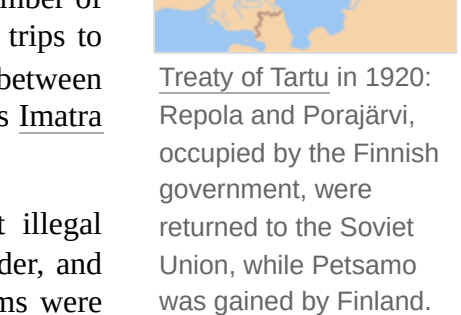 of
trips to
between
s Imatra
illegal
der, and
ms were
Treaty of Tartu in 1920:
Repola and Porajärvi,
occupied by the Finnish
government, were
returned to the Soviet
Union, while Petsamo
was gained by Finland.